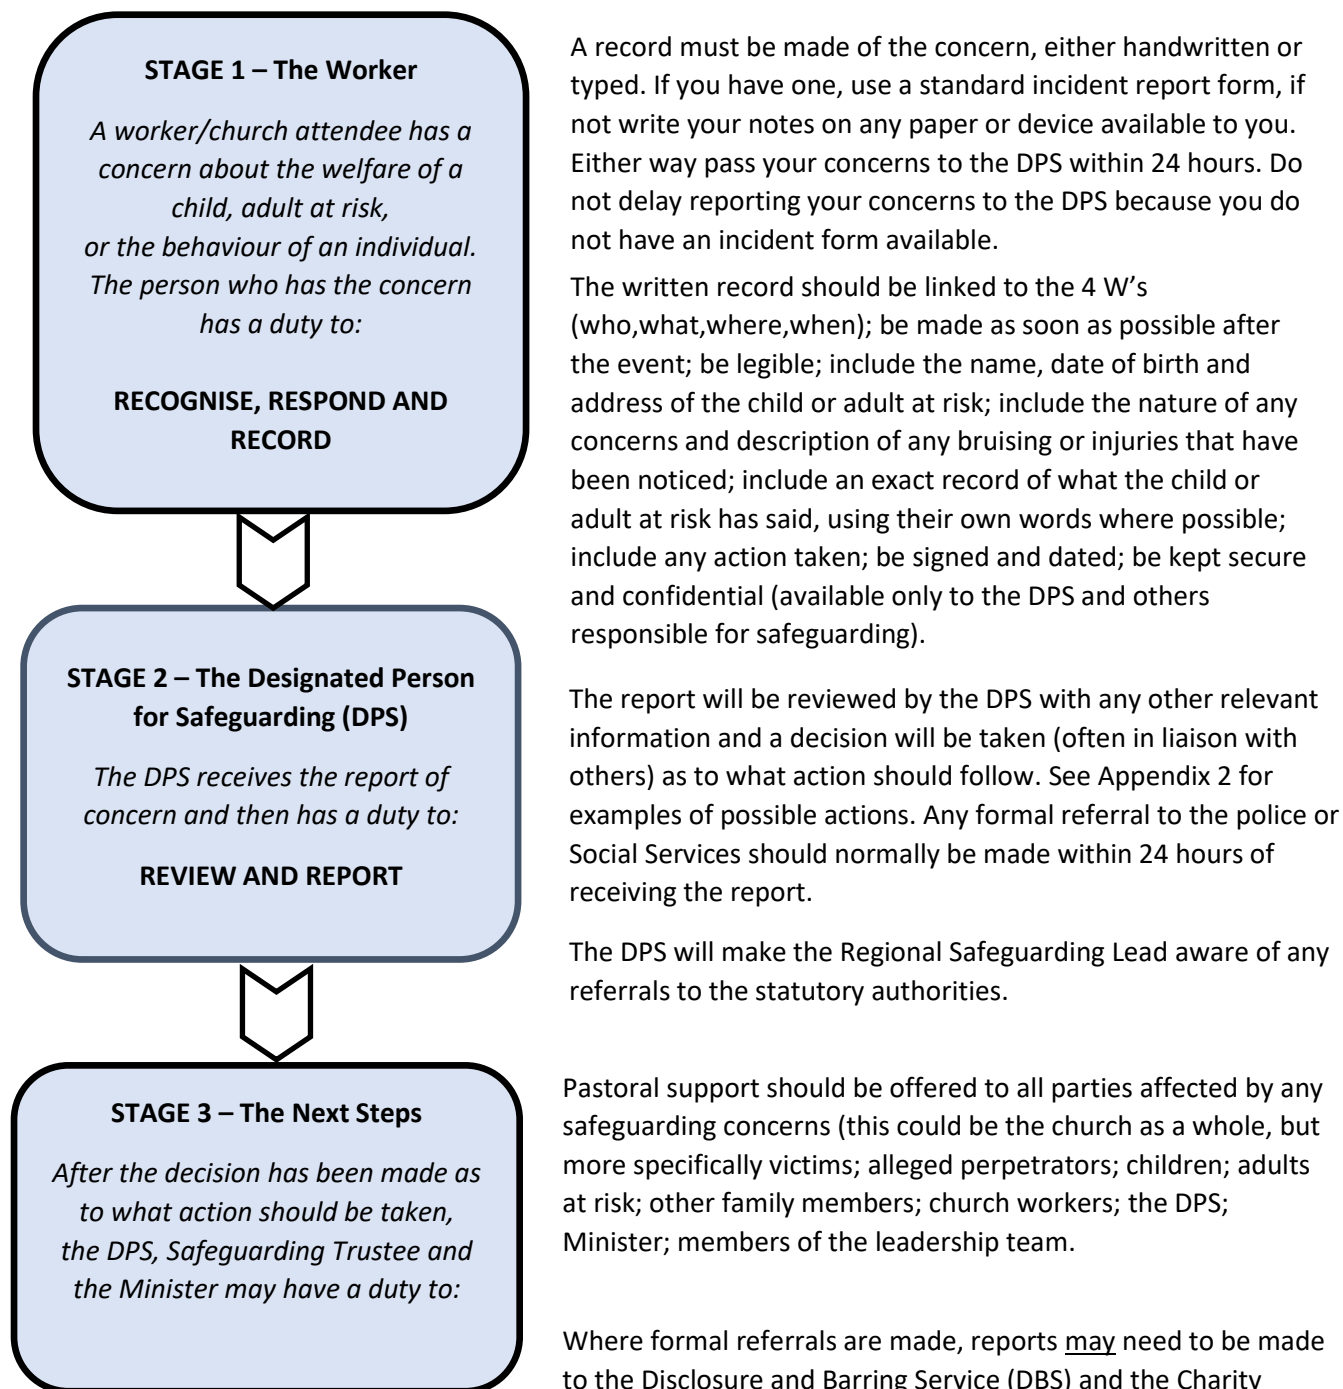 STAGE 1 – The Worker
A worker/church attendee has a
concern about the welfare of a
child, adult at risk,
or the behaviour of an individual.
The person who has the concern
has a duty to:
RECOGNISE, RESPOND AND
RECORD
A record must be made of the concern, either handwritten or
typed. If you have one, use a standard incident report form, if
not write your notes on any paper or device available to you.
Either way pass your concerns to the DPS within 24 hours. Do
not delay reporting your concerns to the DPS because you do
not have an incident form available.
The written record should be linked to the 4 W’s
(who,what,where,when); be made as soon as possible after
the event; be legible; include the name, date of birth and
address of the child or adult at risk; include the nature of any
concerns and description of any bruising or injuries that have
been noticed; include an exact record of what the child or
adult at risk has said, using their own words where possible;
include any action taken; be signed and dated; be kept secure
and confidential (available only to the DPS and others
responsible for safeguarding).
STAGE 2 – The Designated Person
for Safeguarding (DPS)
The DPS receives the report of
concern and then has a duty to:
REVIEW AND REPORT
The report will be reviewed by the DPS with any other relevant
information and a decision will be taken (often in liaison with
others) as to what action should follow. See Appendix 2 for
examples of possible actions. Any formal referral to the police or
Social Services should normally be made within 24 hours of
receiving the report.
The DPS will make the Regional Safeguarding Lead aware of any
referrals to the statutory authorities.
STAGE 3 – The Next Steps
After the decision has been made as
to what action should be taken,
the DPS, Safeguarding Trustee and
the Minister may have a duty to:
Pastoral support should be offered to all parties affected by any
safeguarding concerns (this could be the church as a whole, but
more specifically victims; alleged perpetrators; children; adults
at risk; other family members; church workers; the DPS;
Minister; members of the leadership team.
Where formal referrals are made, reports may need to be made
to the Disclosure and Barring Service (DBS) and the Charity